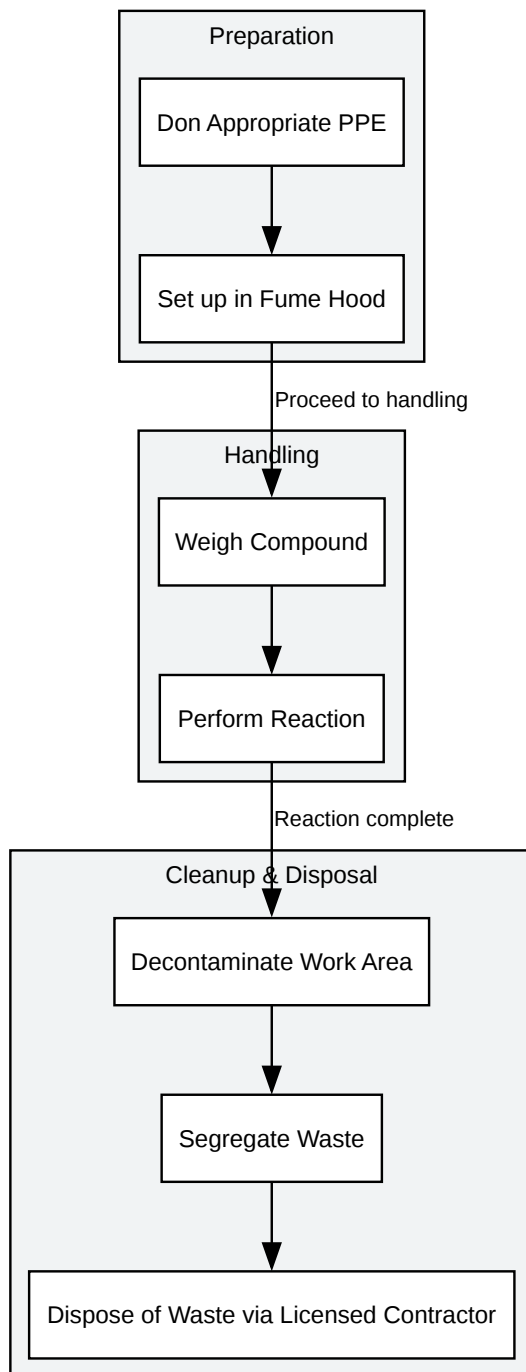 Preparation
Don Appropriate PPE
Set up in Fume Hood
Proceed to handling
Handling
Weigh Compound
Perform Reaction
Reaction complete
Cleanup & Disposal
Decontaminate Work Area
Segregate Waste
Dispose of Waste via Licensed Contractor